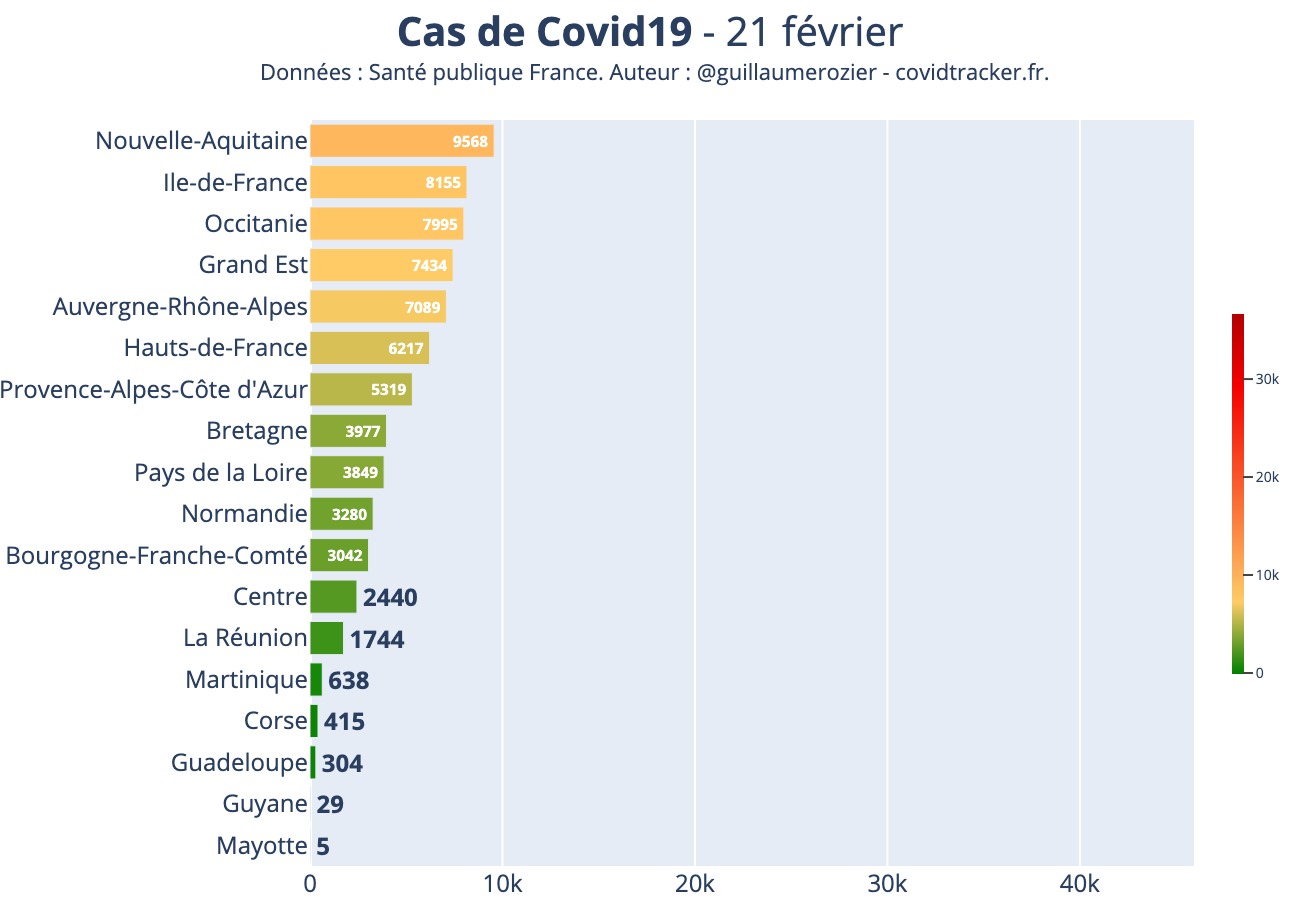 Cas de Covid19 - 21 février
Données : Santé publique France. Auteur : @guillaumerozier - covidtracker.fr.
Nouvelle-Aquitaine 9568
Ile-de-France 8155
Occitanie 7995
Grand Est 7434
Auvergne-Rhône-Alpes 7089
Hauts-de-France 6217
Provence-Alpes-Côte d'Azur 5319
Bretagne 3977
Pays de la Loire 3849
Normandie 3280
Bourgogne-Franche-Comté 3042
Centre 2440
La Réunion 1744
Martinique 638
Corse 415
Guadeloupe 304
Guyane 29
Mayotte 5
0 10k 20k 30k 40k
30k
20k
10k
0